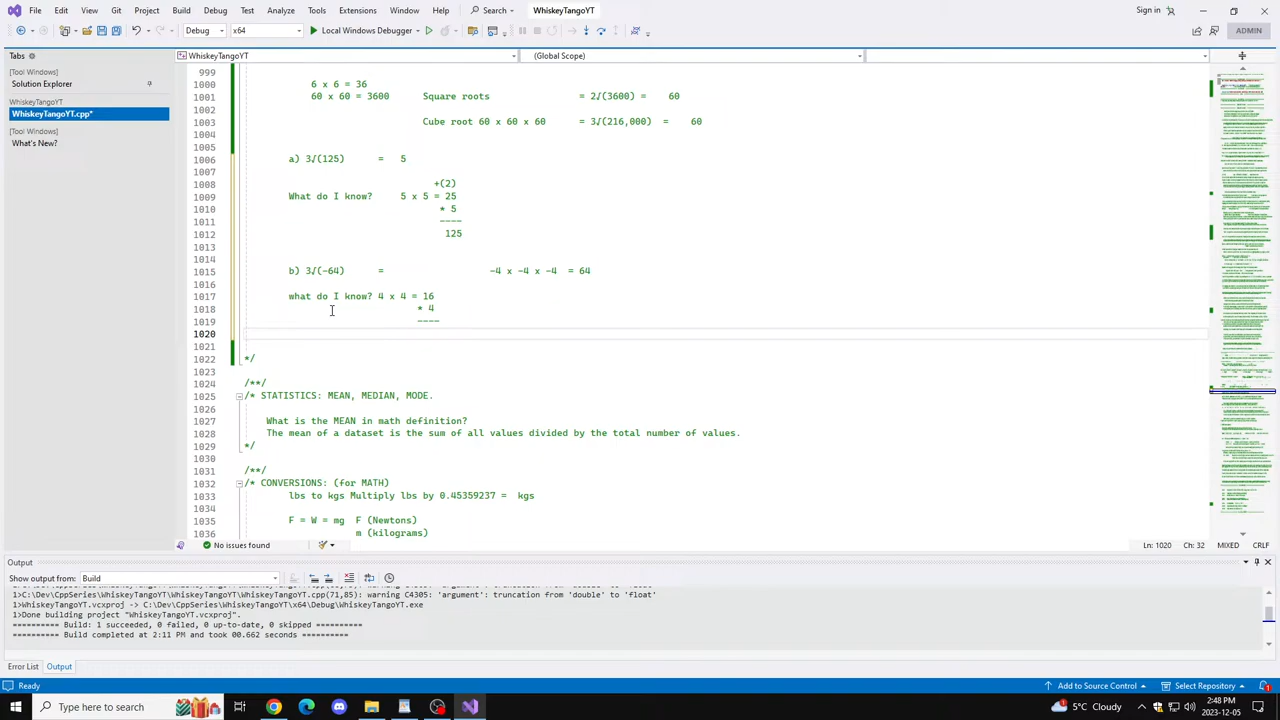 File Edit View Git Project Build Debug Test Analyze Tools Extensions Window Help Search WhiskeyTangoYT Sign in
Debug x64 Local Windows Debugger ADMIN
Tabs WhiskeyTangoYT (Global Scope)
[Tool Windows]
Solution Explorer
WhiskeyTangoYT
WhiskeyTangoYT.cpp*
[Tool Windows]
What's New?
999
1000 6 x 6 = 36
1001 60 x 60 = 3600 Square Roots = 2/(3,600) = 60
1002
1003 Cube Root 60 60 60 = 3/(216,000) =
1004
1005
1006 a) 3/(125) = 5
1007
1008 +(2)
1009 What do I know? 5 x 5 = 25
1010 * 5
1011 ----
1012 125
1013
1014
1015 b) 3/(-64) -4 x -4 x -4 = 64
1016
1017 what do I know? 4 x 4 = 16
1018 * 4
1019 ----
1020
1021
1022 */
1023
1024 /**/
1025 /* STATISTICS: MEAN, MEDIAN, MODE.
1026
1027 What is the highest math definition of mean.
1028 The mean of a data set is the sum of all values divided by the total numbers values.
1029 */
1030
1031 /**/
1032 /* CONVERSIONS: (GYM MATH)
1033 lbs to kgs Multiply lbs by 0.45359237 =
1034
1035 F = W = mg F (Newtons)
1036 m (kilograms)
No issues found Ln: 1020 Ch: 32 MIXED CRLF
Output
Show output from: Build
1>C:\Dev\CppSeries\WhiskeyTangoYT\WhiskeyTangoYT\WhiskeyTangoYT.cpp(71,85): warning C4305: 'argument': truncation from 'double' to 'float'
1>WhiskeyTangoYT.vcxproj -> C:\Dev\CppSeries\WhiskeyTangoYT\x64\Debug\WhiskeyTangoYT.exe
1>Done building project "WhiskeyTangoYT.vcxproj".
========== Build: 1 succeeded, 0 failed, 0 up-to-date, 0 skipped ==========
========== Build completed at 2:11 PM and took 00.662 seconds ==========
Error List Output
Ready Add to Source Control Select Repository 1
Type here to search 5°C Cloudy 2:48 PM
2023-12-05